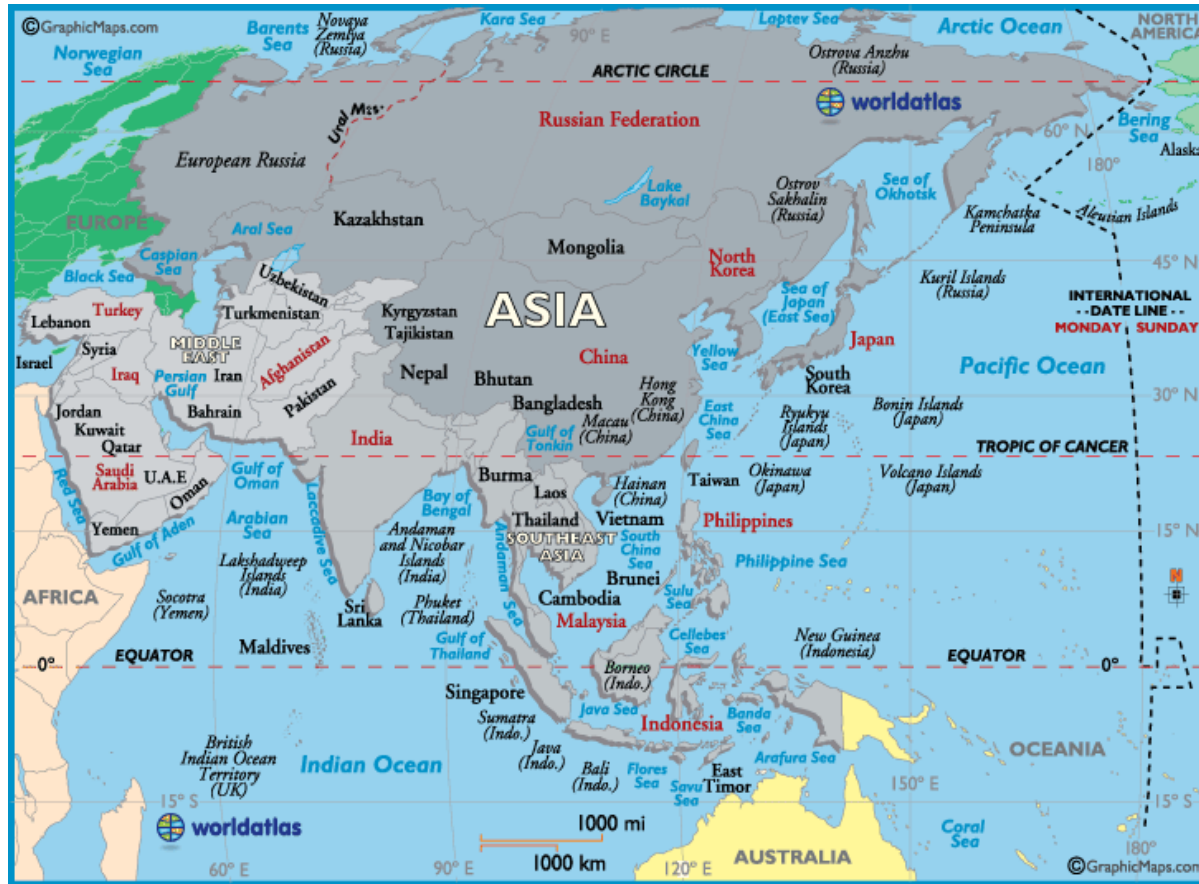 ©GraphicMaps.com
Norwegian
Sea
Barents
Sea
Novaya
Zemlya
(Russia)
Kara Sea
90° E
Laptev Sea
Arctic Ocean
NORTH
AMERICA
Ostrova Anzhu
(Russia)
ARCTIC CIRCLE
worldatlas
Ural Mts.
Russian Federation
European Russia
60° N
Bering
Sea
180°
Alaska
EUROPE
Lake
Baykal
Ostrov
Sakhalin
(Russia)
Sea of
Okhotsk
Kamchatka
Peninsula
Aleutian Islands
Kazakhstan
Aral Sea
Mongolia
Caspian
Sea
Black Sea
North
Korea
45° N
Uzbekistan
Turkmenistan
Kyrgyzstan
Tajikistan
ASIA
Sea of
Japan
(East Sea)
Kuril Islands
(Russia)
INTERNATIONAL
- - DATE LINE - -
MONDAY
SUNDAY
Turkey
Lebanon
MIDDLE
EAST
Syria
Israel
Iraq
Persian
Gulf
Iran
Afghanistan
Pakistan
Nepal
China
Yellow
Sea
Japan
South
Korea
Pacific Ocean
Bahrain
Bhutan
Bangladesh
Hong
Kong
(China)
Macau
(China)
East
China
Sea
Ryukyu
Islands
(Japan)
Bonin Islands
(Japan)
30° N
Jordan
Kuwait
Qatar
India
Gulf of
Tonkin
TROPIC OF CANCER
Saudi
Arabia
U.A.E
Oman
Red Sea
Gulf of
Oman
Laccadive Sea
Bay of
Bengal
Burma
Laos
Hainan
(China)
Taiwan
Okinawa
(Japan)
Volcano Islands
(Japan)
Yemen
Gulf of Aden
Arabian
Sea
Andaman
and Nicobar
Islands
(India)
Andaman Sea
Thailand
SOUTHEAST
ASIA
Vietnam
South
China
Sea
Philippines
15° N
Lakshadweep
Islands
(India)
Philippine Sea
AFRICA
Socotra
(Yemen)
Sri
Lanka
Phuket
(Thailand)
Cambodia
Brunei
Sulu
Sea
N
Maldives
Gulf of
Thailand
Malaysia
Cellebes
Sea
New Guinea
(Indonesia)
0°
EQUATOR
EQUATOR
0°
Singapore
Borneo
(Indo.)
Sumatra
(Indo.)
Java Sea
Indonesia
Banda
Sea
British
Indian Ocean
Territory
(UK)
Indian Ocean
Java
(Indo.)
Bali
(Indo.)
Flores
Sea
Savu
Sea
East
Timor
Arafura Sea
OCEANIA
15° S
150° E
15° S
worldatlas
1000 mi
1000 km
60° E
90° E
120° E
AUSTRALIA
Coral
Sea
180°
©GraphicMaps.com